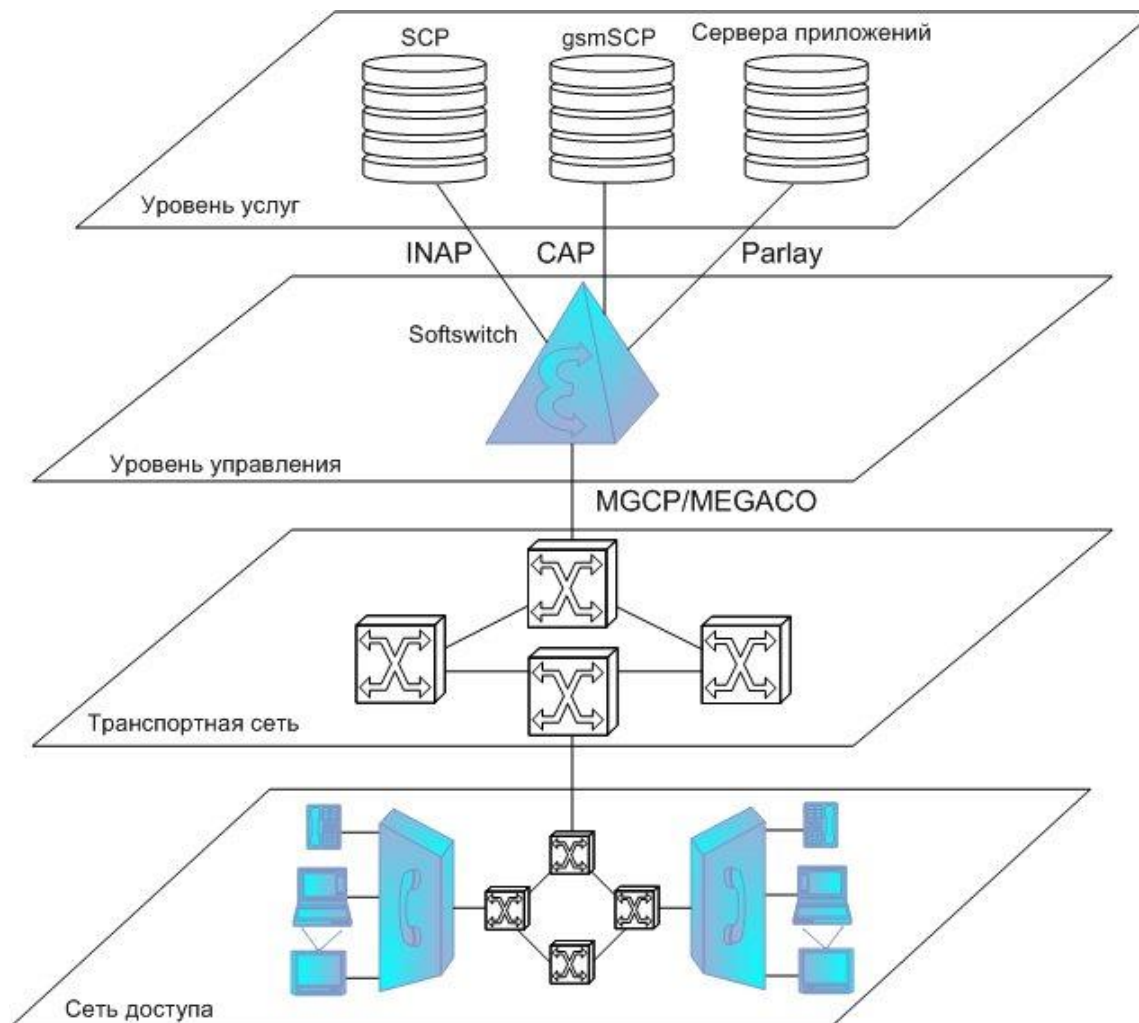 SCP
gsmSCP
Сервера приложений
Уровень услуг
INAP
CAP
Parlay
Softswitch
Уровень управления
MGCP/MEGACO
Транспортная сеть
Сеть доступа